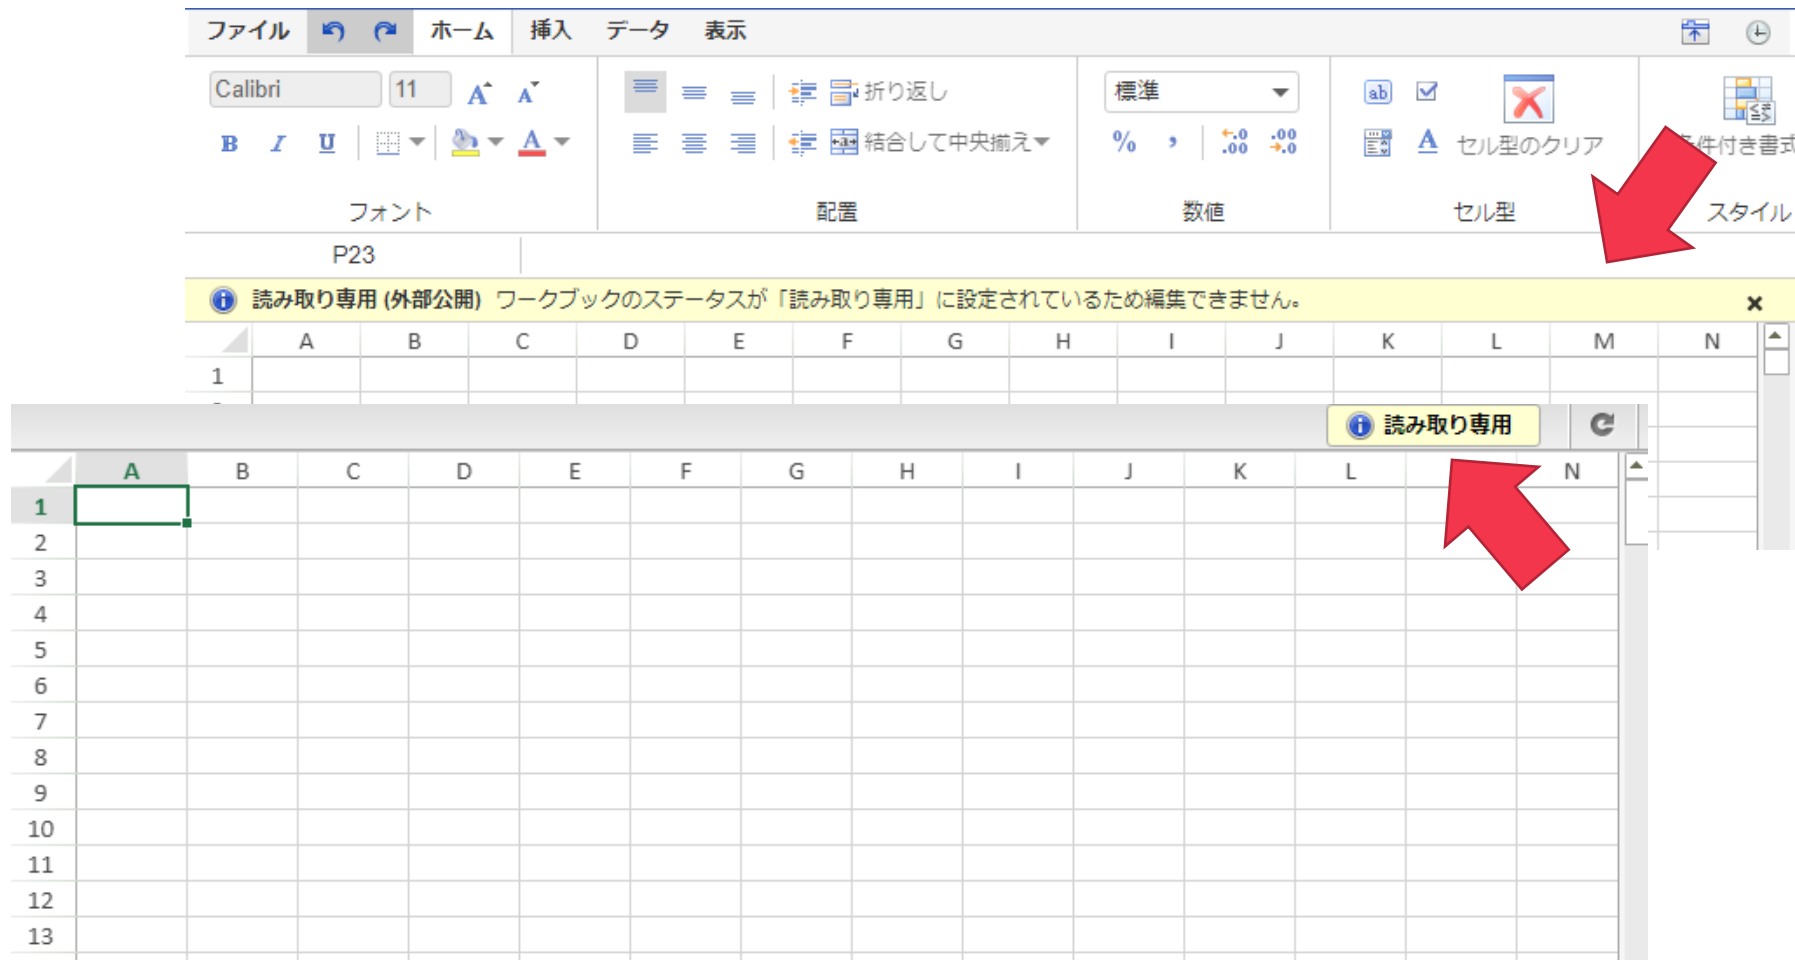 ファイル ホーム 挿入 データ 表示
Calibri 11 A A 折り返し 標準 ab
B I U A 結合して中央揃え % , .0 .00 .00 .0 A セル型のクリア 件付き書式
フォント 配置 数値 セル型 スタイル
P23
読み取り専用 (外部公開) ワークブックのステータスが「読み取り専用」に設定されているため編集できません。
A B C D E F G H I J K L M N
1
読み取り専用
A B C D E F G H I J K L N
1
2
3
4
5
6
7
8
9
10
11
12
13